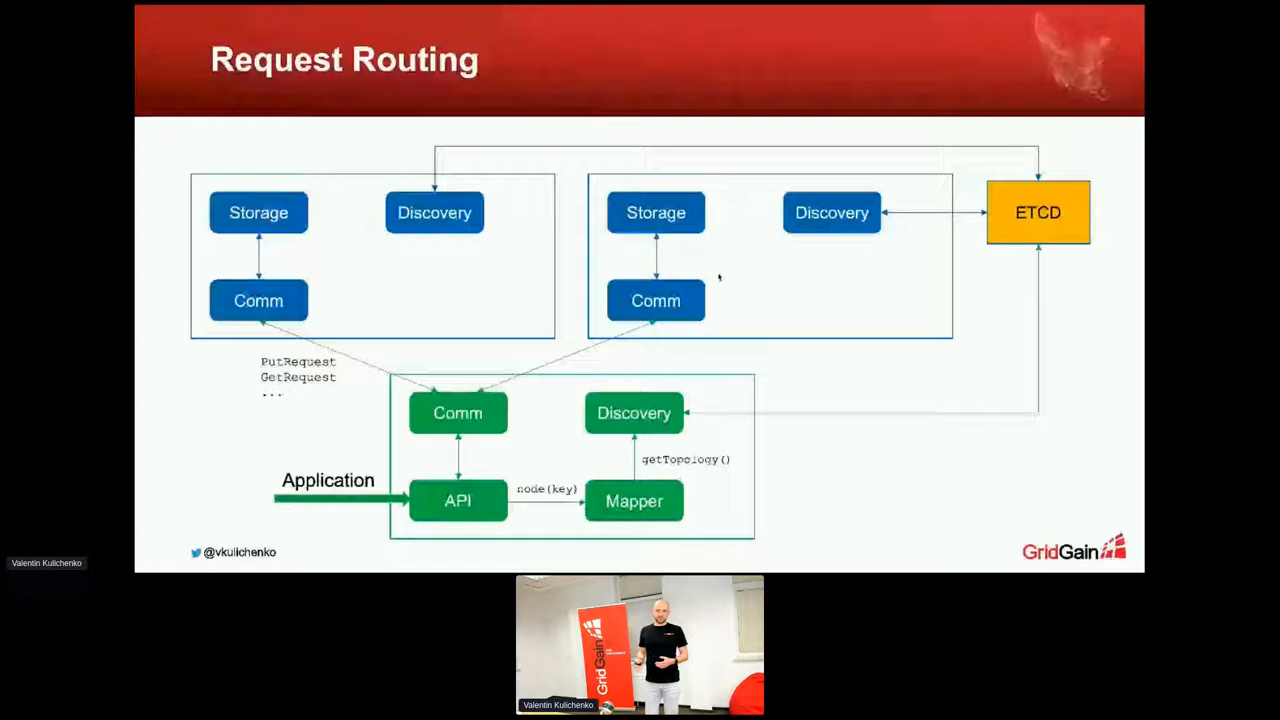 Request Routing
Storage
Discovery
Storage
Discovery
ETCD
Comm
Comm
PutRequest
GetRequest
...
Comm
Discovery
getTopology()
Application
API
node(key)
Mapper
@vkulichenko
GridGain
Valentin Kulichenko
GridGain
Valentin Kulichenko